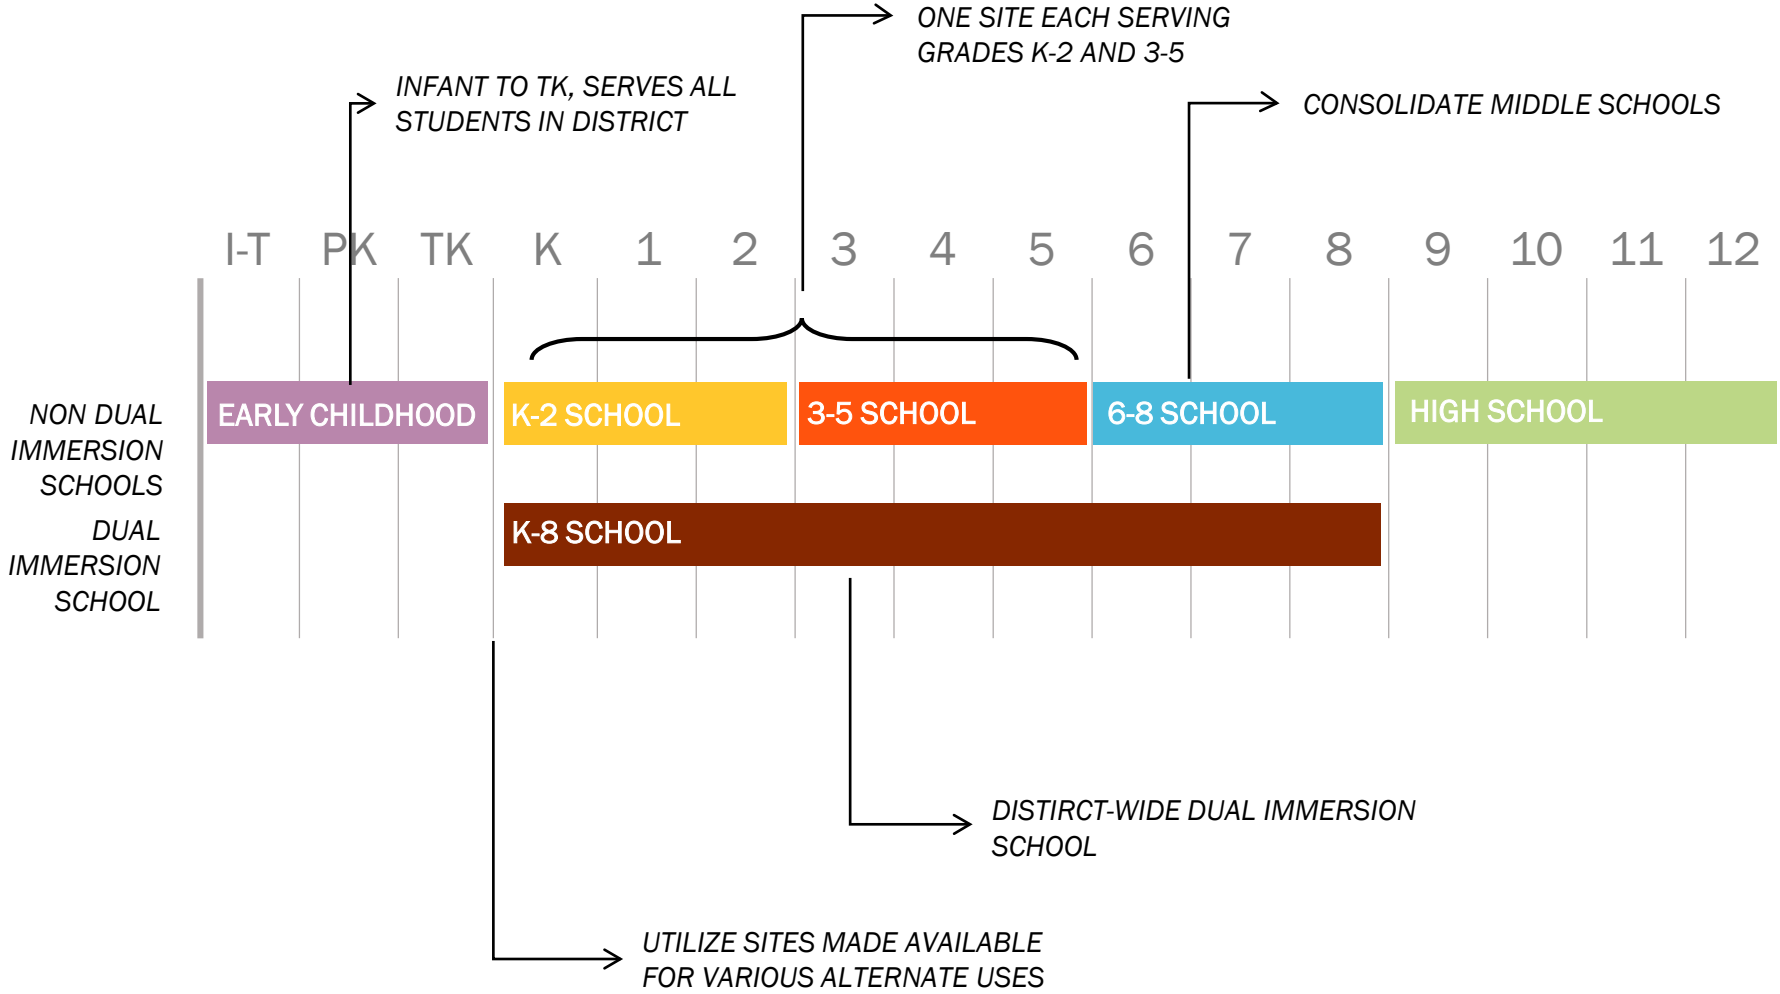 ONE SITE EACH SERVING
GRADES K-2 AND 3-5
INFANT TO TK, SERVES ALL
STUDENTS IN DISTRICT
CONSOLIDATE MIDDLE SCHOOLS
I-T PK TK K 1 2 3 4 5 6 7 8 9 10 11 12
NON DUAL
IMMERSION
SCHOOLS
EARLY CHILDHOOD
K-2 SCHOOL
3-5 SCHOOL
6-8 SCHOOL
HIGH SCHOOL
DUAL
IMMERSION
SCHOOL
K-8 SCHOOL
DISTIRCT-WIDE DUAL IMMERSION
SCHOOL
UTILIZE SITES MADE AVAILABLE
FOR VARIOUS ALTERNATE USES